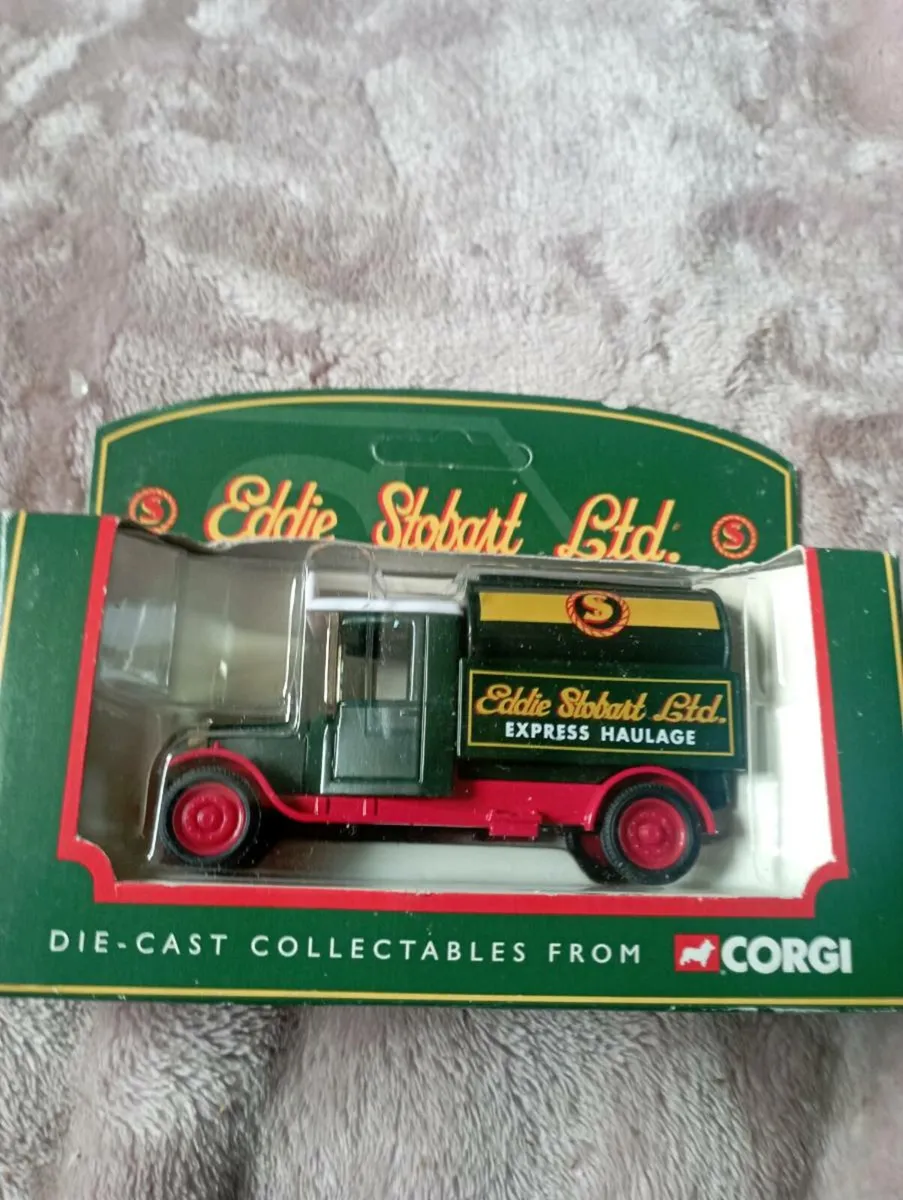 S Eddie Stobart Ltd. S
S
Eddie Stobart Ltd.
EXPRESS HAULAGE
DIE-CAST COLLECTABLES FROM CORGI